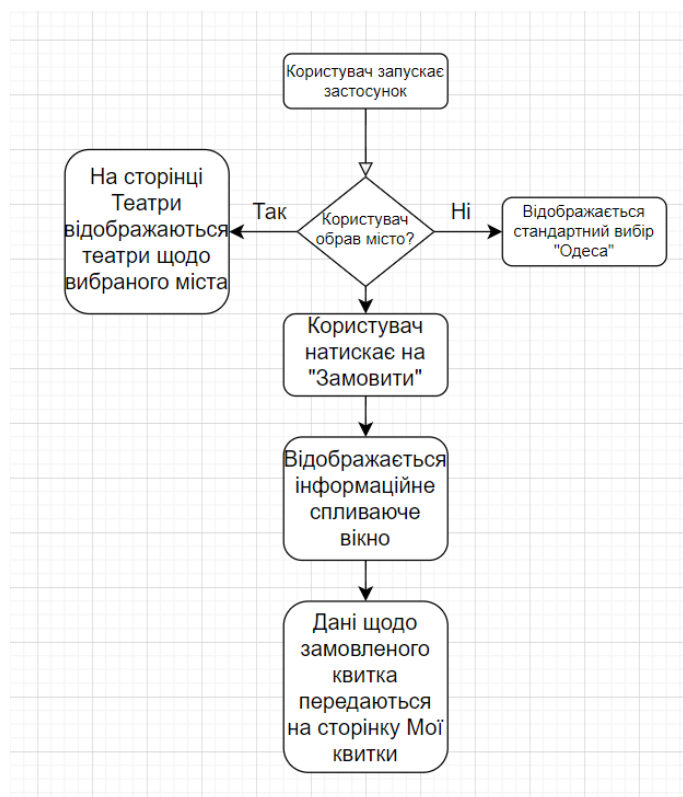 Користувач запускає
застосунок
На сторінці
Театри
відображаються
театри щодо
вибраного міста
Так
Користувач
обрав місто?
Ні
Відображається
стандартний вибір
"Одеса"
Користувач
натискає на
"Замовити"
Відображається
інформаційне
спливаюче
вікно
Дані щодо
замовленого
квитка
передаються
на сторінку Мої
квитки